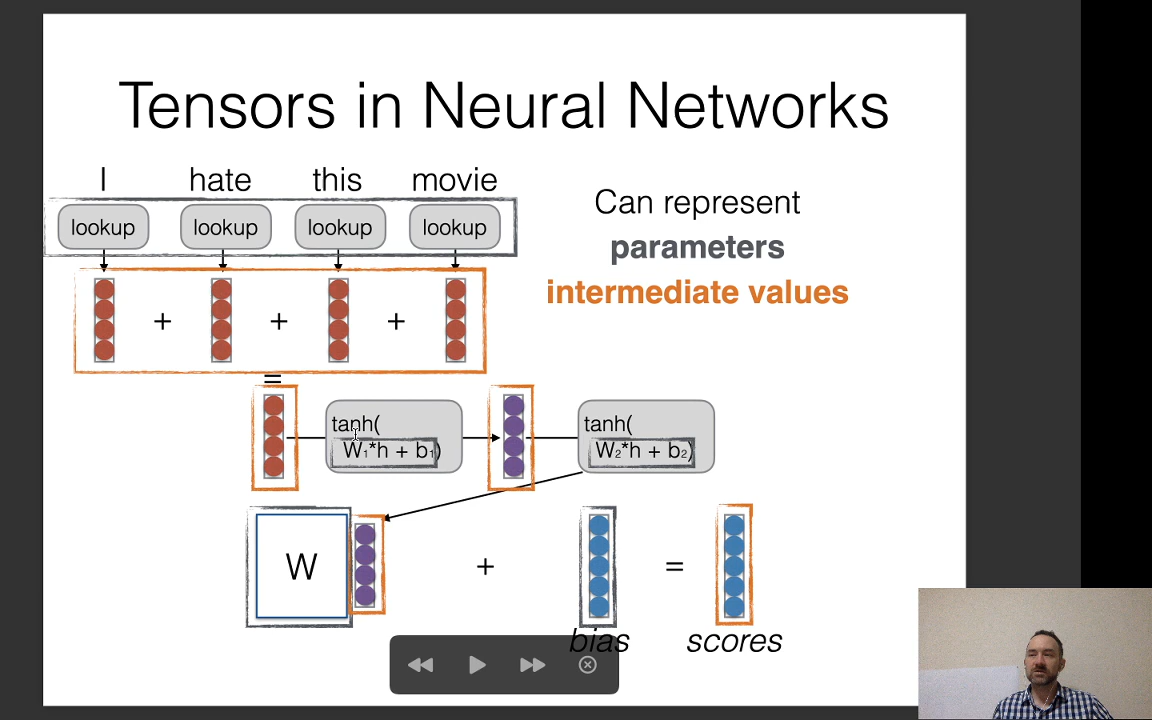 Tensors in Neural Networks
I hate this movie
lookup lookup lookup lookup
Can represent
parameters
intermediate values
+ + +
=
tanh(
W₁*h + b₁)
tanh(
W₂*h + b₂)
W + =
bias scores